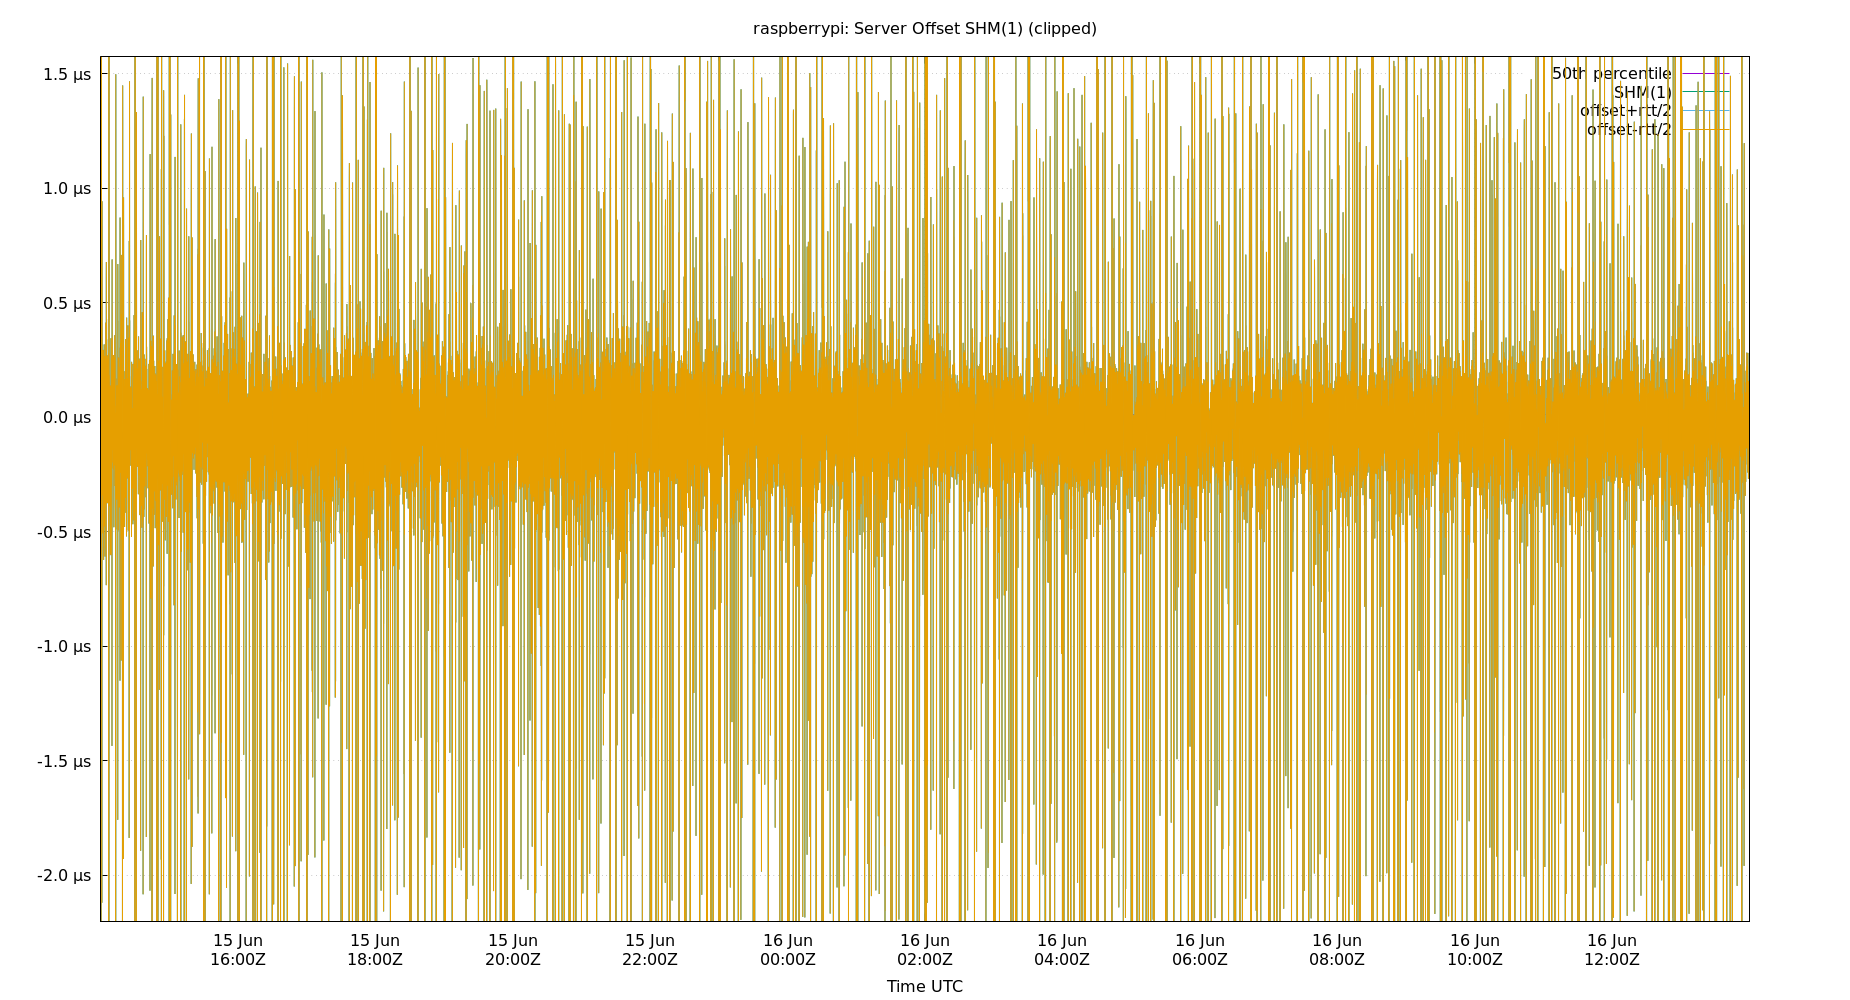 raspberrypi: Server Offset SHM(1) (clipped)
1.5 µs
1.0 µs
0.5 µs
0.0 µs
-0.5 µs
-1.0 µs
-1.5 µs
-2.0 µs
50th percentile
SHM(1)
offset+rtt/2
offset-rtt/2
15 Jun 15 Jun 15 Jun 15 Jun 16 Jun 16 Jun 16 Jun 16 Jun 16 Jun 16 Jun 16 Jun
16:00Z 18:00Z 20:00Z 22:00Z 00:00Z 02:00Z 04:00Z 06:00Z 08:00Z 10:00Z 12:00Z
Time UTC